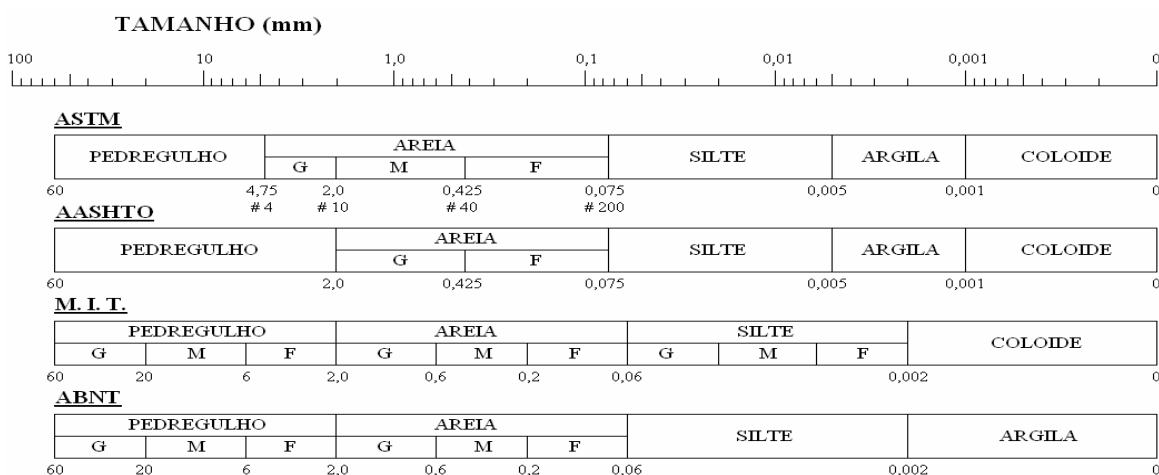 TAMANHO (mm)
100 10 1,0 0,1 0,01 0,001 0
ASTM
PEDREGULHO AREIA SILTE ARGILA COLOIDE
G M F
60 4,75 2,0 0,425 0,075 0,005 0,001 0
# 4 # 10 # 40 # 200
AASHTO
PEDREGULHO AREIA SILTE ARGILA COLOIDE
G F
60 2,0 0,425 0,075 0,005 0,001 0
M. I. T.
PEDREGULHO AREIA SILTE COLOIDE
G M F G M F G M F
60 20 6 2,0 0,6 0,2 0,06 0,002 0
ABNT
PEDREGULHO AREIA SILTE ARGILA
G M F G M F
60 20 6 2,0 0,6 0,2 0,06 0,002 0